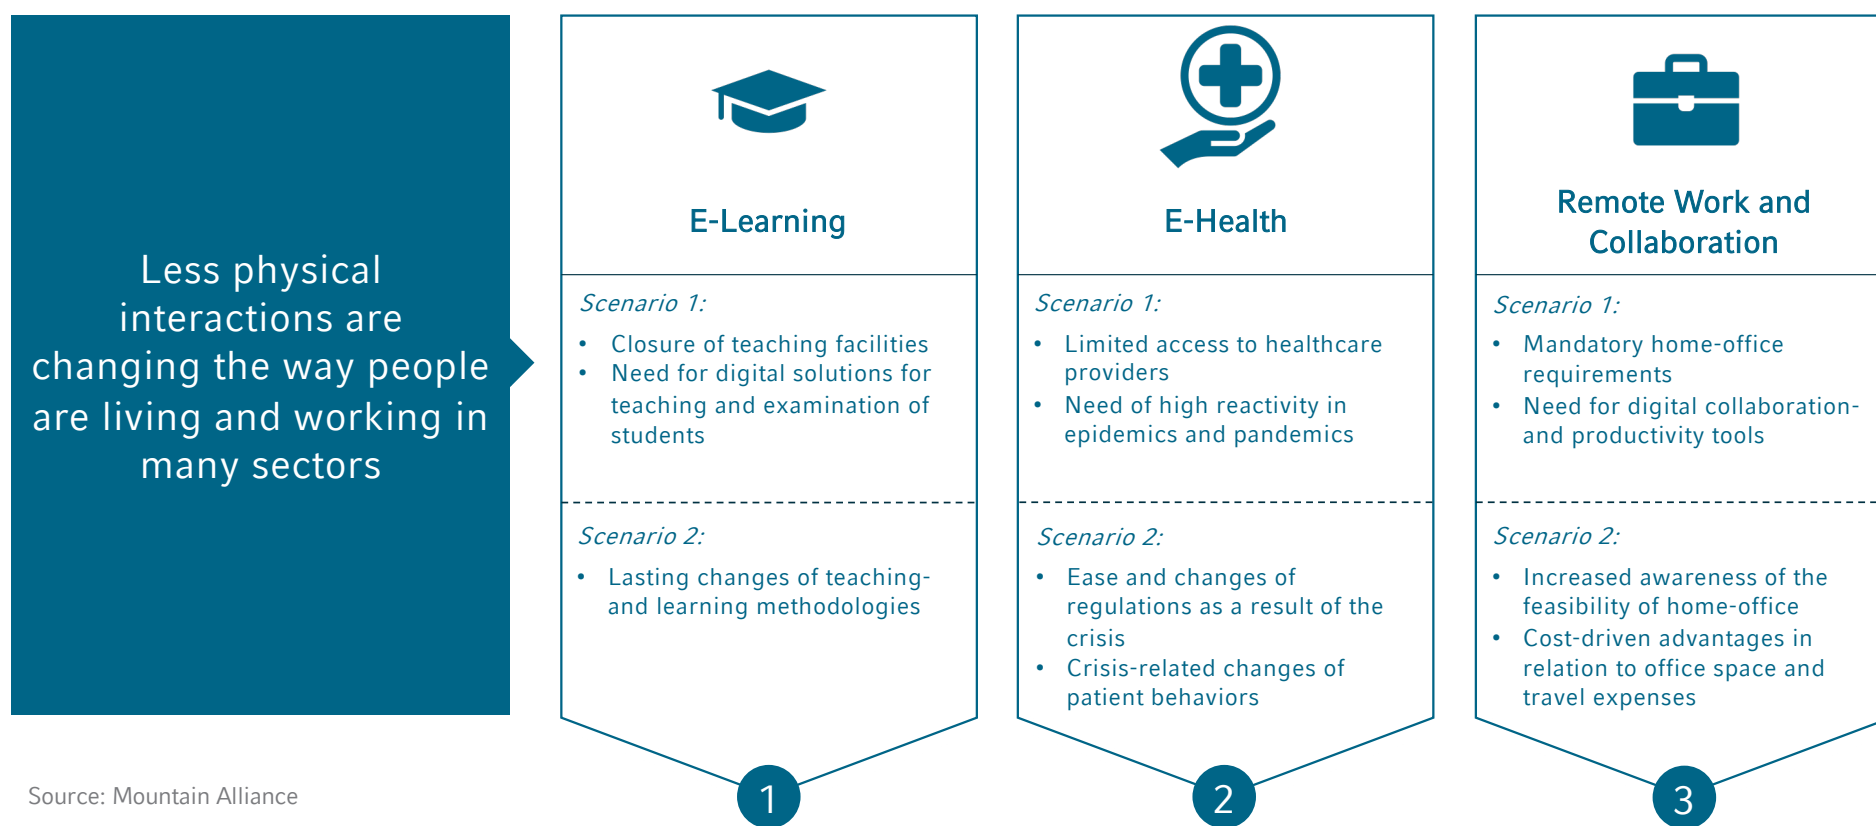 Less physical
interactions are
changing the way people
are living and working in
many sectors
E-Learning
Scenario 1:
• Closure of teaching facilities
• Need for digital solutions for
teaching and examination of
students
Scenario 2:
• Lasting changes of teaching-
and learning methodologies
1
E-Health
Scenario 1:
• Limited access to healthcare
providers
• Need of high reactivity in
epidemics and pandemics
Scenario 2:
• Ease and changes of
regulations as a result of the
crisis
• Crisis-related changes of
patient behaviors
2
Remote Work and
Collaboration
Scenario 1:
• Mandatory home-office
requirements
• Need for digital collaboration-
and productivity tools
Scenario 2:
• Increased awareness of the
feasibility of home-office
• Cost-driven advantages in
relation to office space and
travel expenses
3
Source: Mountain Alliance